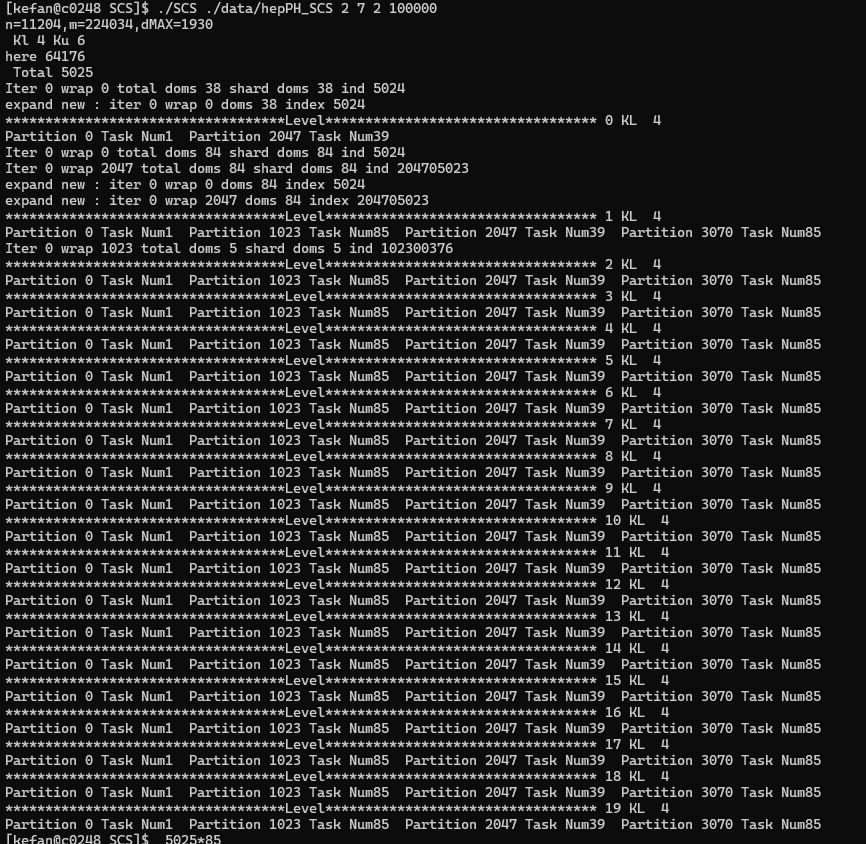 [kefan@c0248 SCS]$ ./SCS ./data/hepPH_SCS 2 7 2 100000
n=11204,m=224034,dMAX=1930
 Kl 4 Ku 6
here 64176
 Total 5025
Iter 0 wrap 0 total doms 38 shard doms 38 ind 5024
expand new : iter 0 wrap 0 doms 38 index 5024
***********************************Level********************************** 0 KL  4
Partition 0 Task Num1  Partition 2047 Task Num39
Iter 0 wrap 0 total doms 84 shard doms 84 ind 5024
Iter 0 wrap 2047 total doms 84 shard doms 84 ind 204705023
expand new : iter 0 wrap 0 doms 84 index 5024
expand new : iter 0 wrap 2047 doms 84 index 204705023
***********************************Level********************************** 1 KL  4
Partition 0 Task Num1  Partition 1023 Task Num85  Partition 2047 Task Num39  Partition 3070 Task Num85
Iter 0 wrap 1023 total doms 5 shard doms 5 ind 102300376
***********************************Level********************************** 2 KL  4
Partition 0 Task Num1  Partition 1023 Task Num85  Partition 2047 Task Num39  Partition 3070 Task Num85
***********************************Level********************************** 3 KL  4
Partition 0 Task Num1  Partition 1023 Task Num85  Partition 2047 Task Num39  Partition 3070 Task Num85
***********************************Level********************************** 4 KL  4
Partition 0 Task Num1  Partition 1023 Task Num85  Partition 2047 Task Num39  Partition 3070 Task Num85
***********************************Level********************************** 5 KL  4
Partition 0 Task Num1  Partition 1023 Task Num85  Partition 2047 Task Num39  Partition 3070 Task Num85
***********************************Level********************************** 6 KL  4
Partition 0 Task Num1  Partition 1023 Task Num85  Partition 2047 Task Num39  Partition 3070 Task Num85
***********************************Level********************************** 7 KL  4
Partition 0 Task Num1  Partition 1023 Task Num85  Partition 2047 Task Num39  Partition 3070 Task Num85
***********************************Level********************************** 8 KL  4
Partition 0 Task Num1  Partition 1023 Task Num85  Partition 2047 Task Num39  Partition 3070 Task Num85
***********************************Level********************************** 9 KL  4
Partition 0 Task Num1  Partition 1023 Task Num85  Partition 2047 Task Num39  Partition 3070 Task Num85
***********************************Level********************************** 10 KL  4
Partition 0 Task Num1  Partition 1023 Task Num85  Partition 2047 Task Num39  Partition 3070 Task Num85
***********************************Level********************************** 11 KL  4
Partition 0 Task Num1  Partition 1023 Task Num85  Partition 2047 Task Num39  Partition 3070 Task Num85
***********************************Level********************************** 12 KL  4
Partition 0 Task Num1  Partition 1023 Task Num85  Partition 2047 Task Num39  Partition 3070 Task Num85
***********************************Level********************************** 13 KL  4
Partition 0 Task Num1  Partition 1023 Task Num85  Partition 2047 Task Num39  Partition 3070 Task Num85
***********************************Level********************************** 14 KL  4
Partition 0 Task Num1  Partition 1023 Task Num85  Partition 2047 Task Num39  Partition 3070 Task Num85
***********************************Level********************************** 15 KL  4
Partition 0 Task Num1  Partition 1023 Task Num85  Partition 2047 Task Num39  Partition 3070 Task Num85
***********************************Level********************************** 16 KL  4
Partition 0 Task Num1  Partition 1023 Task Num85  Partition 2047 Task Num39  Partition 3070 Task Num85
***********************************Level********************************** 17 KL  4
Partition 0 Task Num1  Partition 1023 Task Num85  Partition 2047 Task Num39  Partition 3070 Task Num85
***********************************Level********************************** 18 KL  4
Partition 0 Task Num1  Partition 1023 Task Num85  Partition 2047 Task Num39  Partition 3070 Task Num85
***********************************Level********************************** 19 KL  4
Partition 0 Task Num1  Partition 1023 Task Num85  Partition 2047 Task Num39  Partition 3070 Task Num85
[kefan@c0248 SCS]$  5025*85